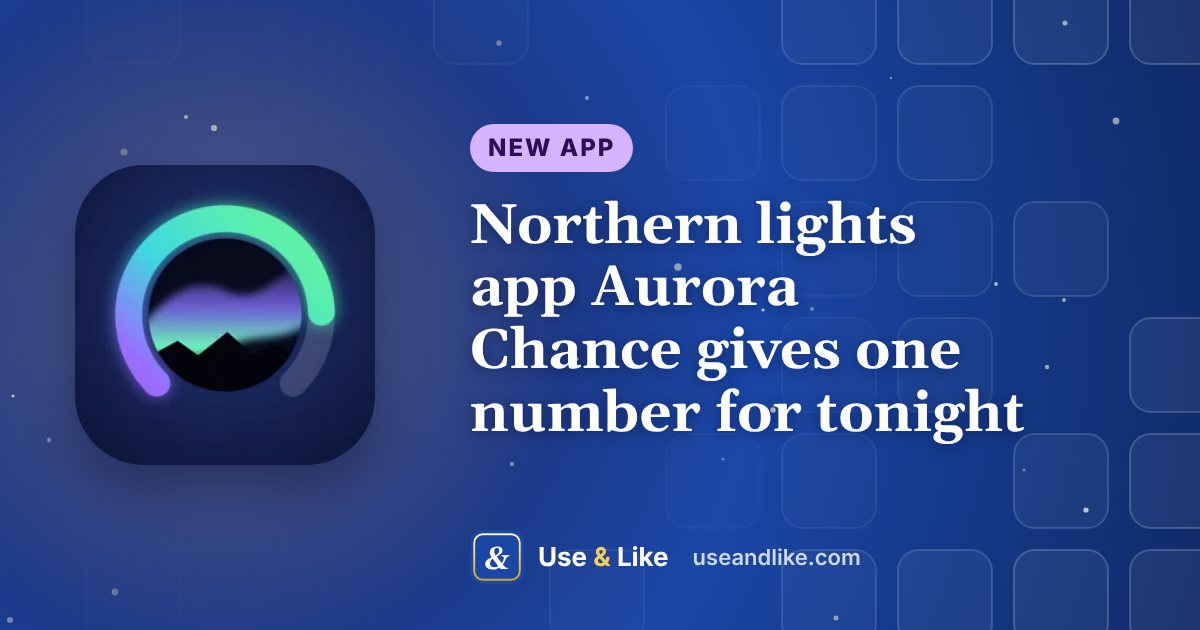 NEW APP
Northern lights
app Aurora
Chance gives one
number for tonight
& Use & Like useandlike.com